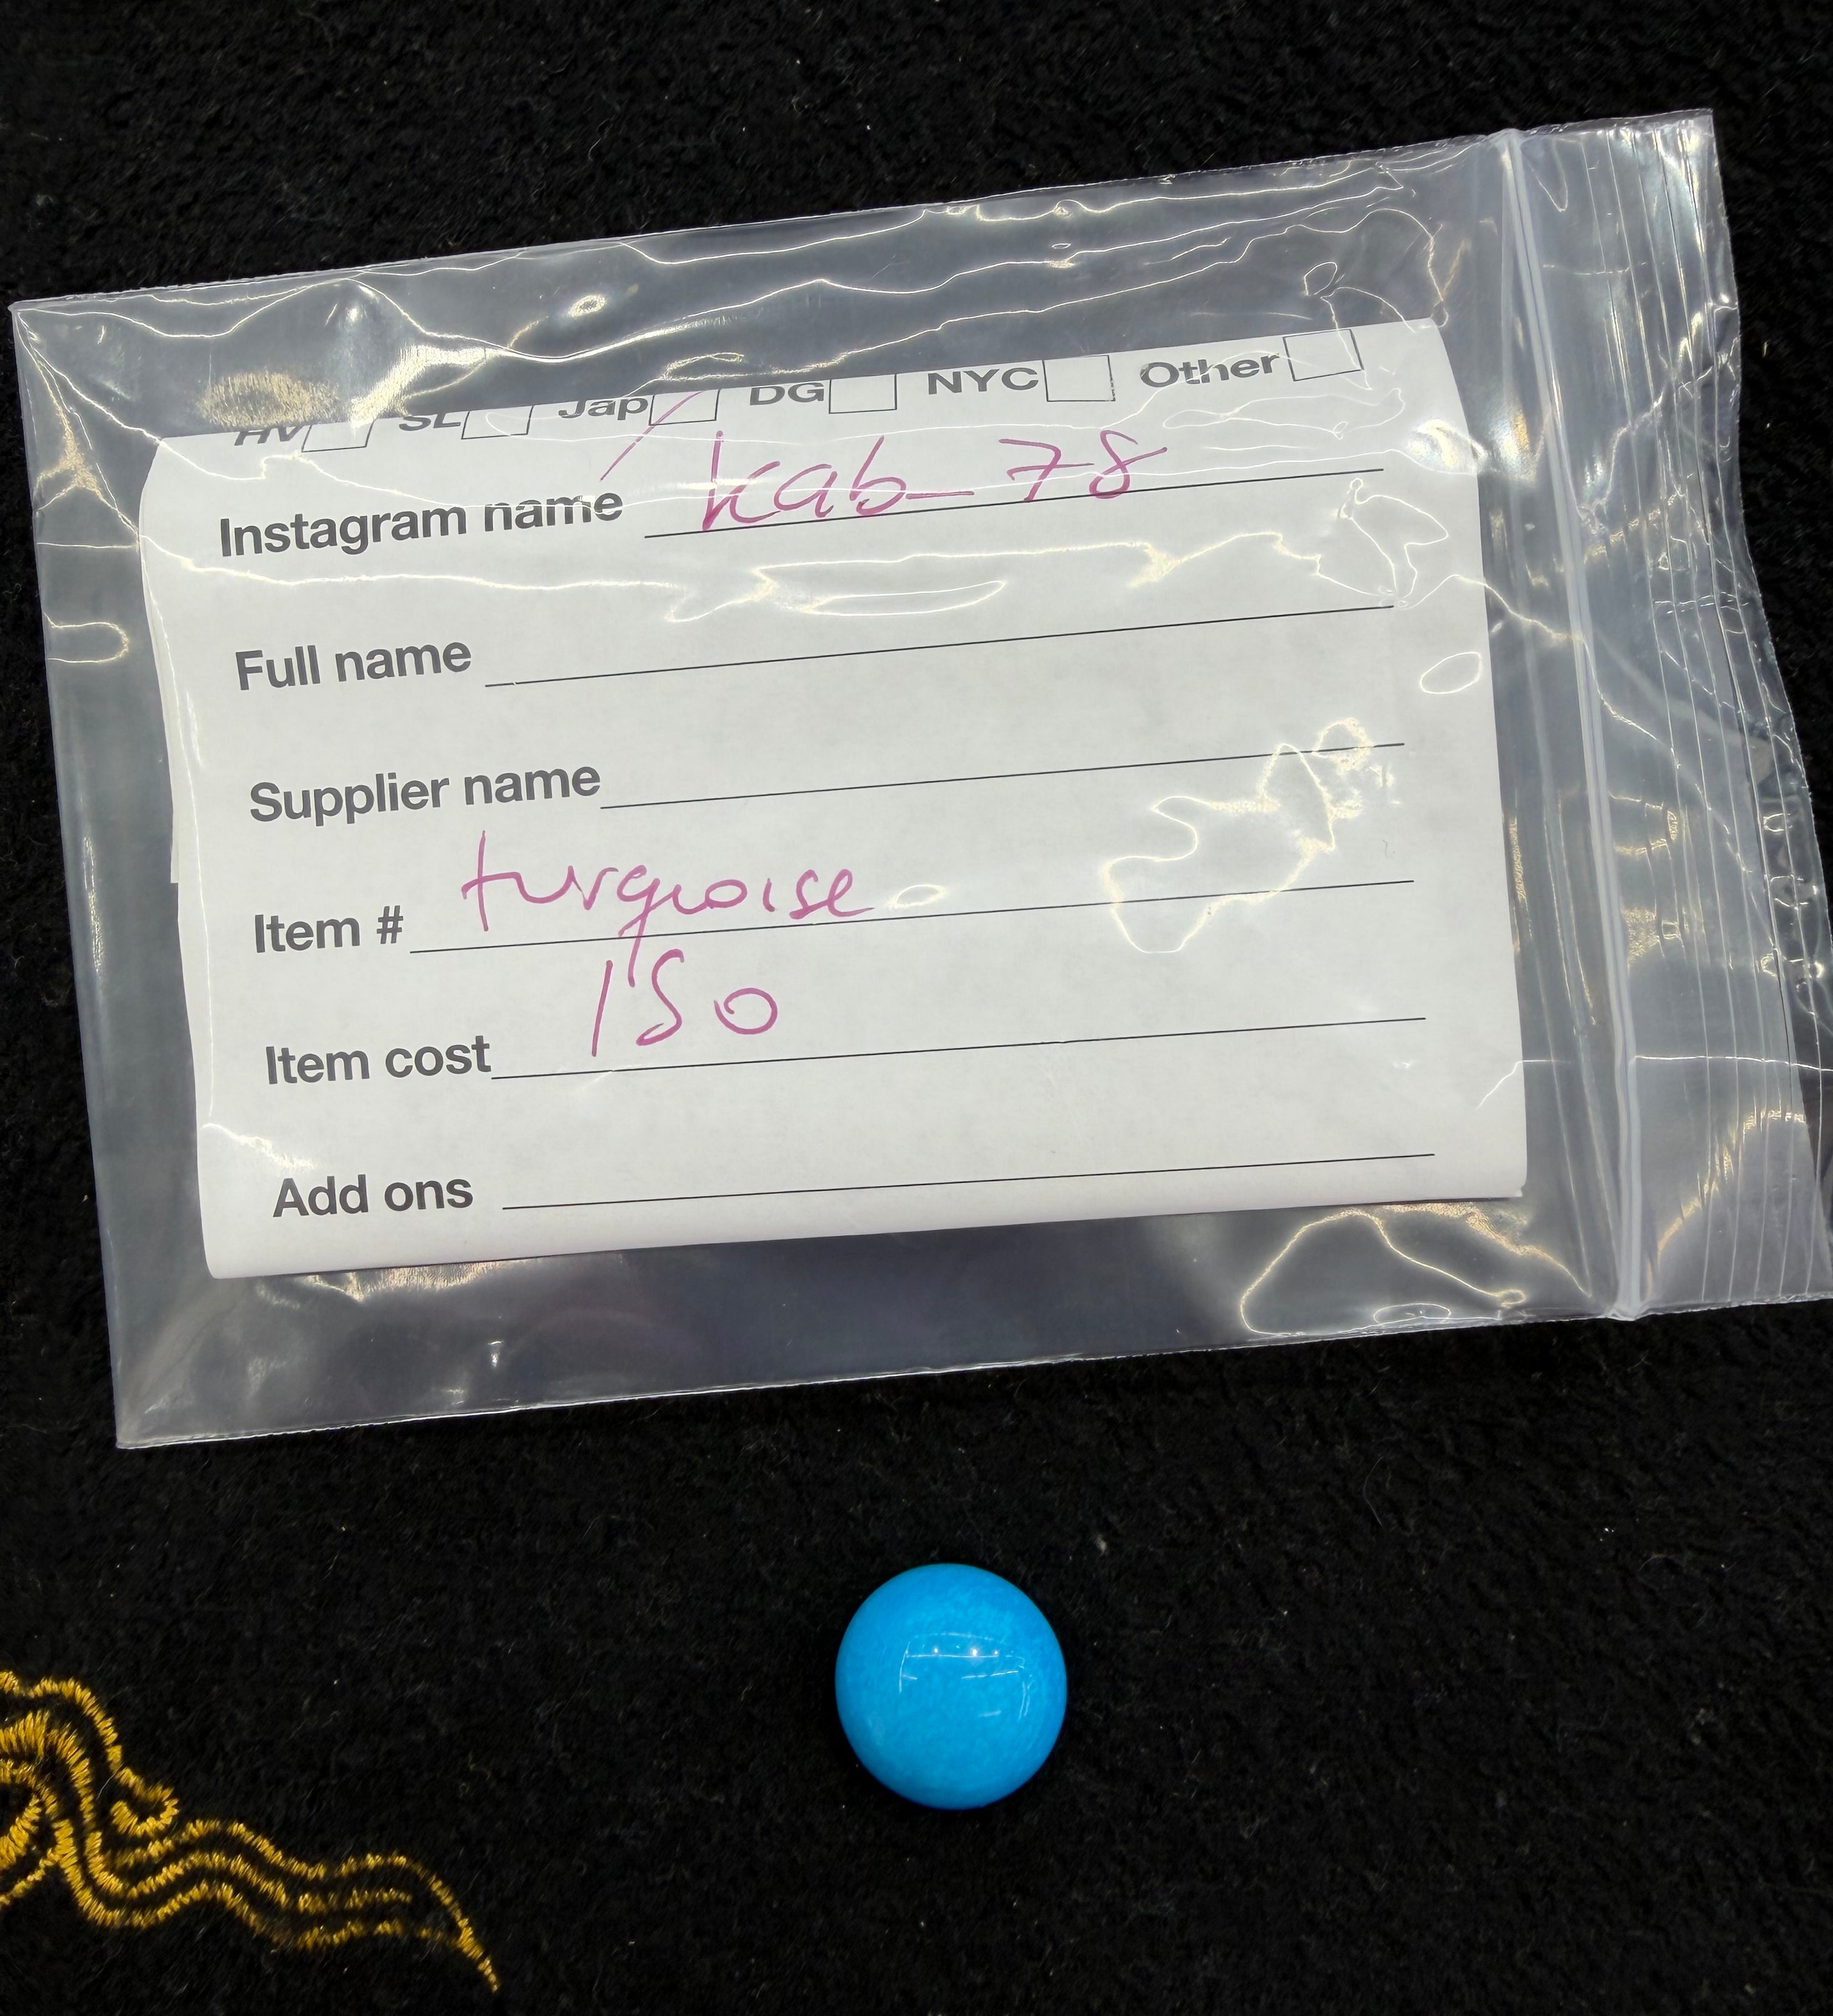 HV SL Jap DG NYC Other
Instagram name kab_78
Full name
Supplier name
Item # turqoise
Item cost 150
Add ons